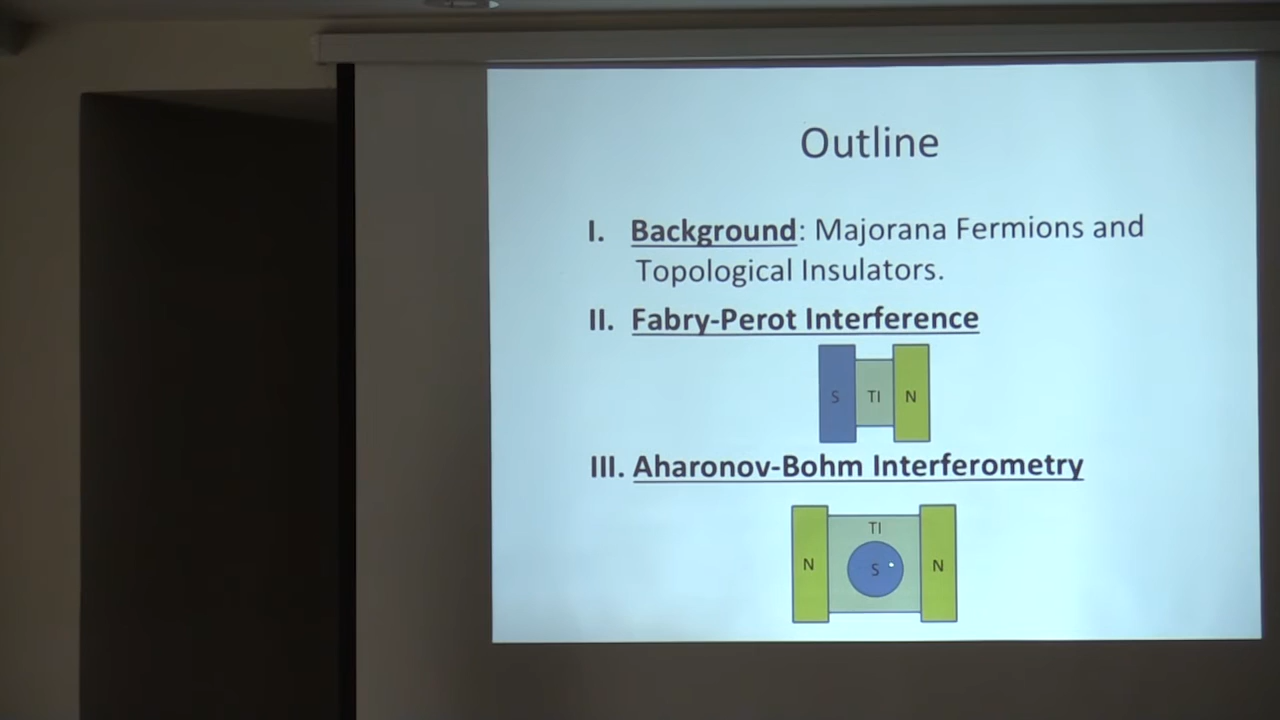 Outline
I. Background: Majorana Fermions and
Topological Insulators.
II. Fabry-Perot Interference
S TI N
III. Aharonov-Bohm Interferometry
TI
N S N